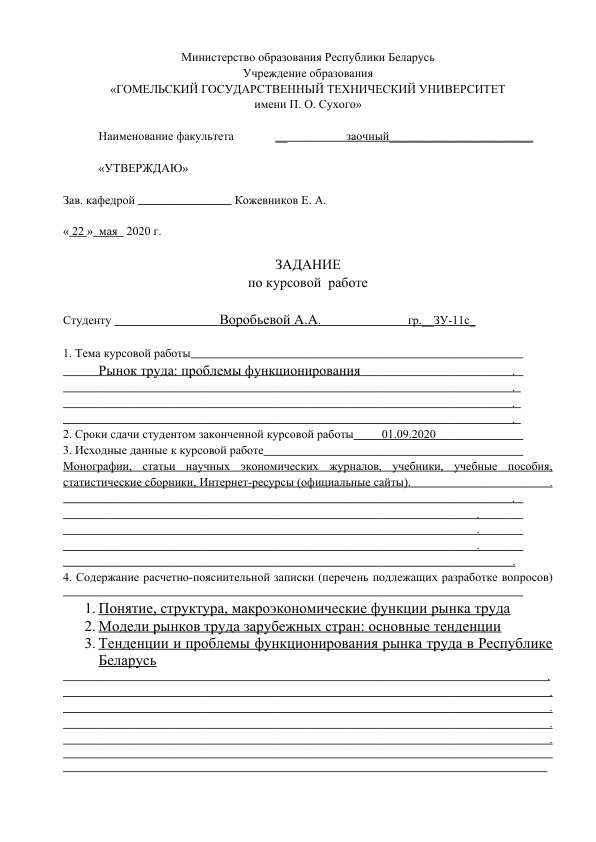 Министерство образования Республики Беларусь
Учреждение образования
«ГОМЕЛЬСКИЙ ГОСУДАРСТВЕННЫЙ ТЕХНИЧЕСКИЙ УНИВЕРСИТЕТ
имени П. О. Сухого»
Наименование факультета заочный
«УТВЕРЖДАЮ»
Зав. кафедрой ________________ Кожевников Е. А.
« 22 » мая 2020 г.
ЗАДАНИЕ
по курсовой работе
Студенту Воробьевой А.А. гр. ЗУ-11с
1. Тема курсовой работы
Рынок труда: проблемы функционирования .
.
.
.
2. Сроки сдачи студентом законченной курсовой работы 01.09.2020
3. Исходные данные к курсовой работе
Монографии, статьи научных экономических журналов, учебники, учебные пособия,
статистические сборники, Интернет-ресурсы (официальные сайты). .
.
.
.
.
.
4. Содержание расчетно-пояснительной записки (перечень подлежащих разработке вопросов)
1. Понятие, структура, макроэкономические функции рынка труда
2. Модели рынков труда зарубежных стран: основные тенденции
3. Тенденции и проблемы функционирования рынка труда в Республике
Беларусь
.
.
.
.
.